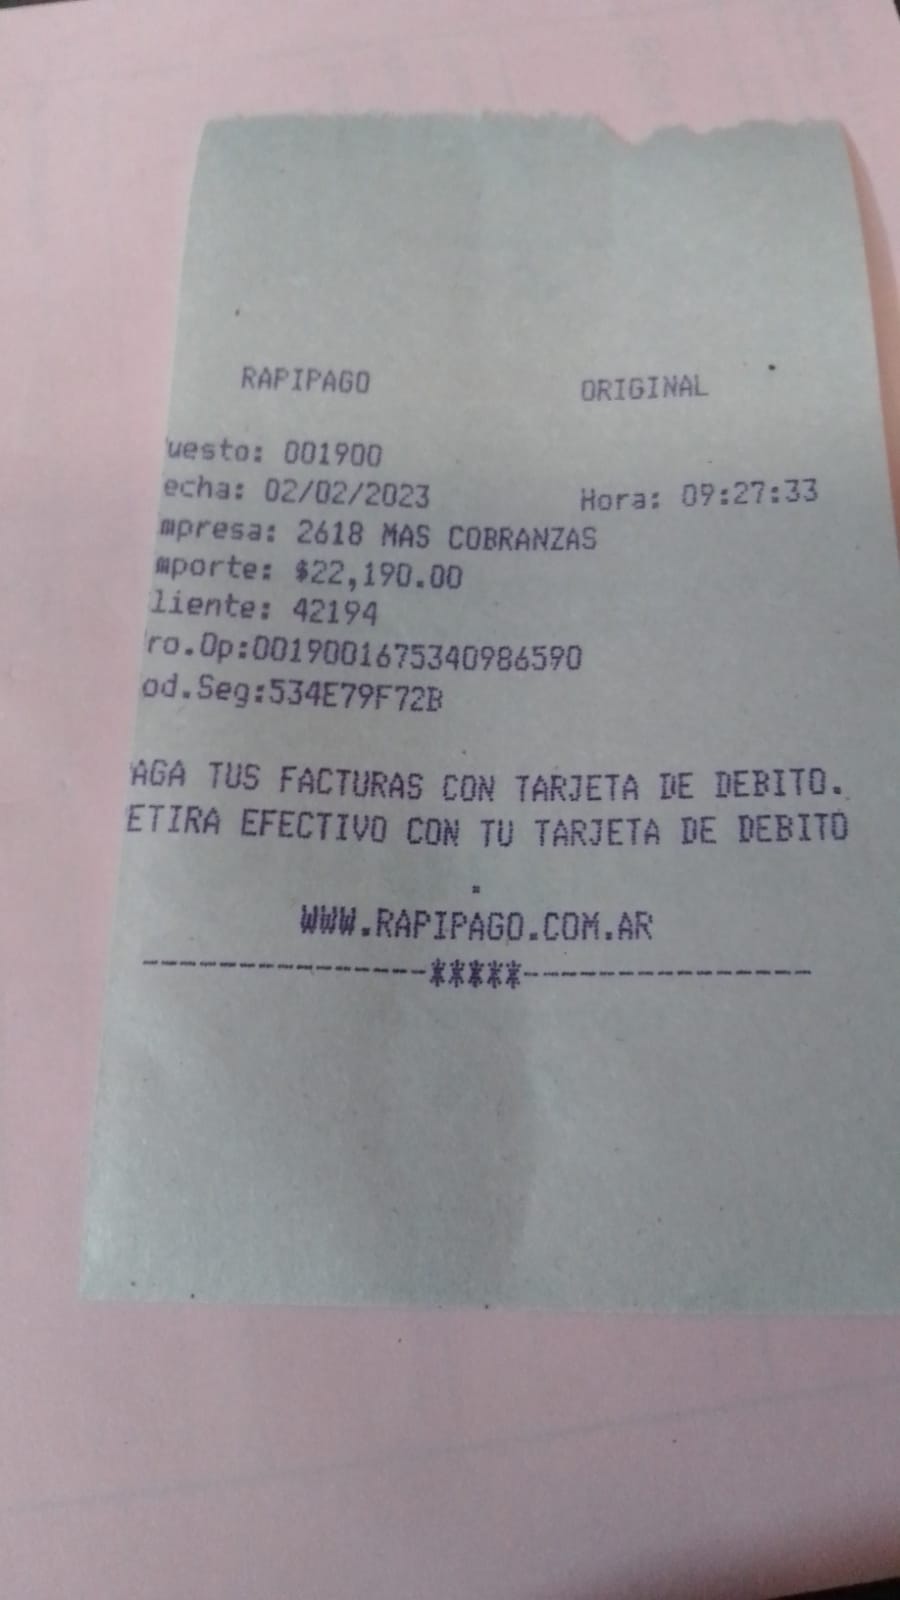 RAPIPAGO ORIGINAL
uesto: 001900
echa: 02/02/2023 Hora: 09:27:33
mpresa: 2618 MAS COBRANZAS
mporte: $22,190.00
liente: 42194
ro.Op:0019001675340986590
od.Seg:534E79F72B
AGA TUS FACTURAS CON TARJETA DE DEBITO.
ETIRA EFECTIVO CON TU TARJETA DE DEBITO
.
WWW.RAPIPAGO.COM.AR
----------------*****----------------